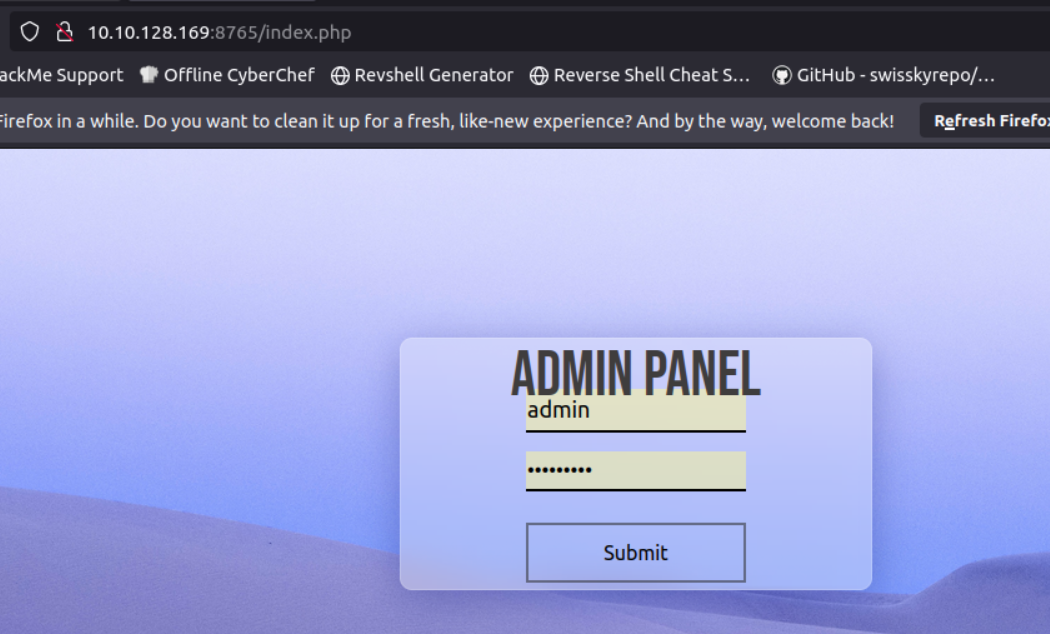 10.10.128.169:8765/index.php
ackMe Support Offline CyberChef Revshell Generator Reverse Shell Cheat S... GitHub - swisskyrepo/...
Firefox in a while. Do you want to clean it up for a fresh, like-new experience? And by the way, welcome back! Refresh Firefox
ADMIN PANEL
admin
•••••••••
Submit